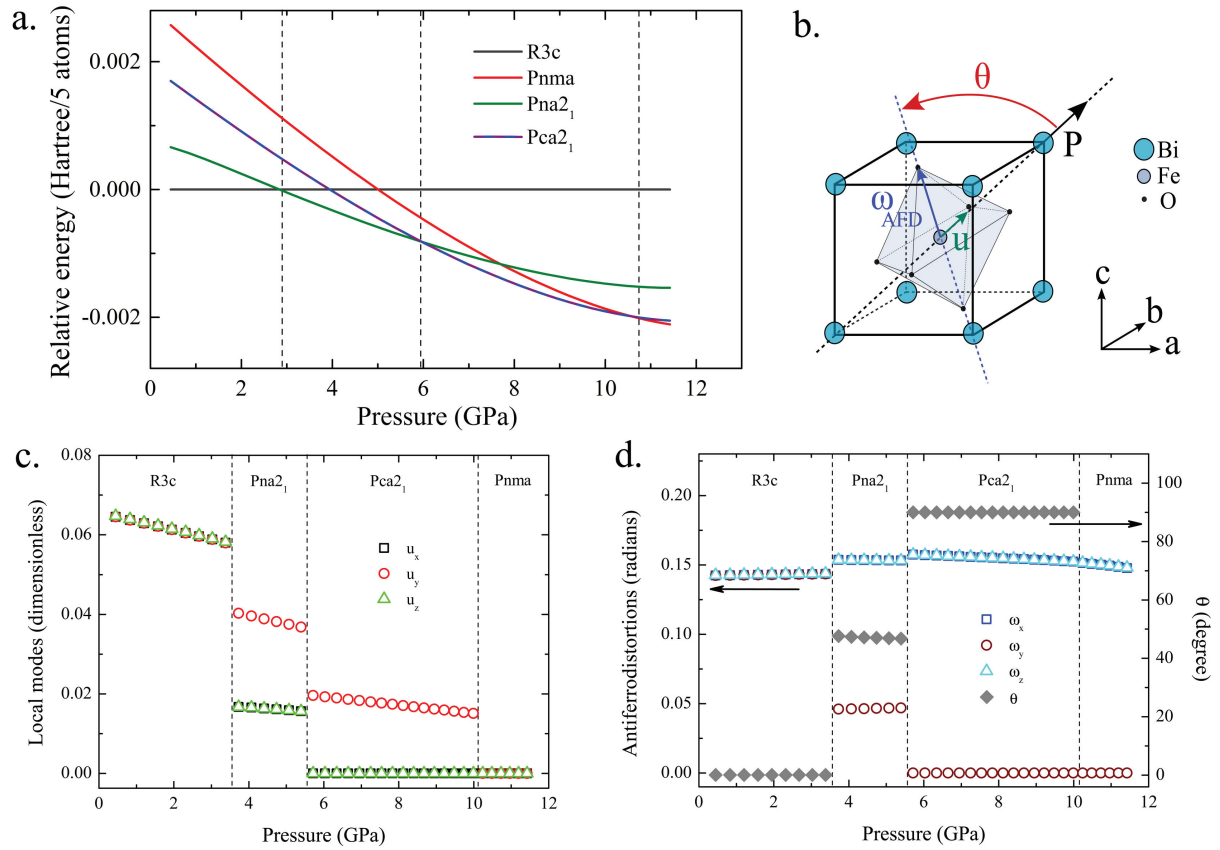 a.
R3c
Pnma
Pna2₁
Pca2₁
0.002
0.000
-0.002
Relative energy (Hartree/5 atoms)
0 2 4 6 8 10 12
Pressure (GPa)
b.
θ
P
ω
AFD
u
Bi
Fe
O
c
b
a
c.
R3c Pna2₁ Pca2₁ Pnma
0.08
0.06
0.04
0.02
0.00
Local modes (dimensionless)
uₓ
u_y
u_z
0 2 4 6 8 10 12
Pressure (GPa)
d.
R3c Pna2₁ Pca2₁ Pnma
0.20
0.15
0.10
0.05
0.00
Antiferrodistortions (radians)
ωₓ
ω_y
ω_z
θ
100
75
50
25
0
θ (degree)
0 2 4 6 8 10 12
Pressure (GPa)